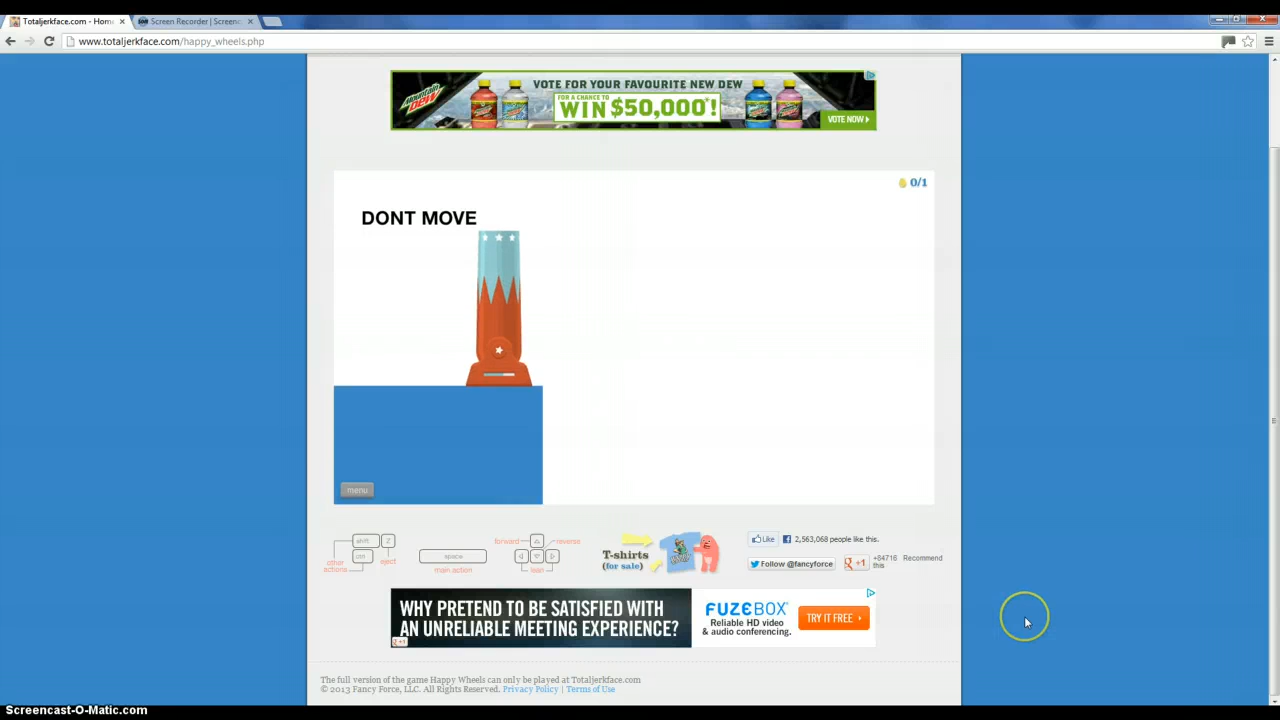 Totaljerkface.com - Hom
Screen Recorder | Screenc
www.totaljerkface.com/happy_wheels.php
VOTE FOR YOUR FAVOURITE NEW DEW
FOR A CHANCE TO
WIN $50,000*!
VOTE NOW
0/1
DONT MOVE
menu
shift
Z
ctrl
other
actions
eject
space
main action
forward
reverse
lean
T-shirts
(for sale)
Like
2,563,068 people like this.
Follow @fancyforce
+1
+84716 Recommend
this
WHY PRETEND TO BE SATISFIED WITH
AN UNRELIABLE MEETING EXPERIENCE?
+1
FUZEBOX
Reliable HD video
& audio conferencing.
TRY IT FREE
The full version of the game Happy Wheels can only be played at Totaljerkface.com
© 2013 Fancy Force, LLC. All Rights Reserved. Privacy Policy | Terms of Use
Screencast-O-Matic.com